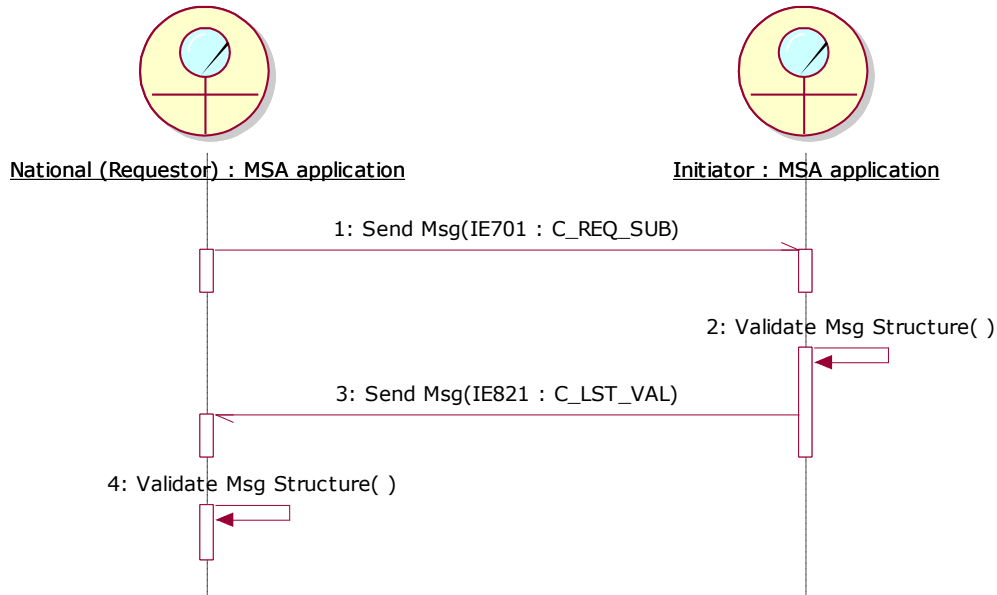 National (Requestor) : MSA application
Initiator : MSA application
1: Send Msg(IE701 : C_REQ_SUB)
2: Validate Msg Structure( )
3: Send Msg(IE821 : C_LST_VAL)
4: Validate Msg Structure( )